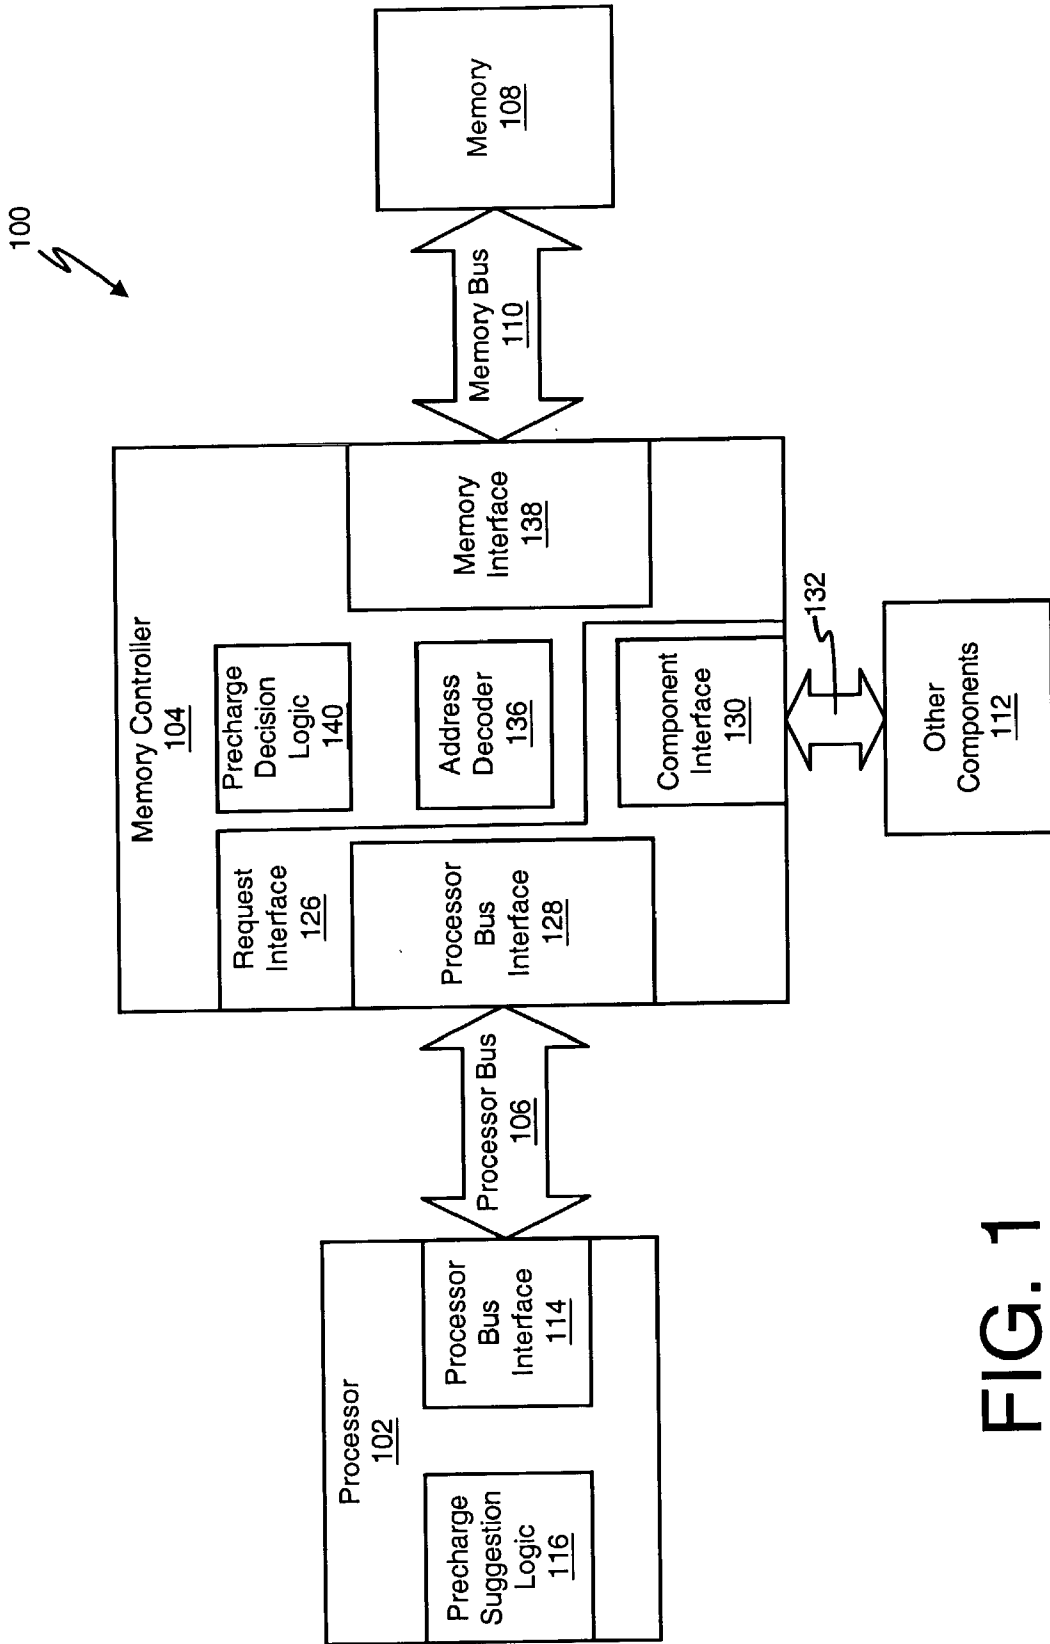 100
Processor
102
Precharge
Suggestion
Logic
116
Processor
Bus
Interface
114
Processor Bus
106
Memory Controller
104
Request
Interface
126
Processor
Bus
Interface
128
Precharge
Decision
Logic
140
Address
Decoder
136
Component
Interface
130
Memory
Interface
138
Memory Bus
110
Memory
108
132
Other
Components
112
FIG. 1